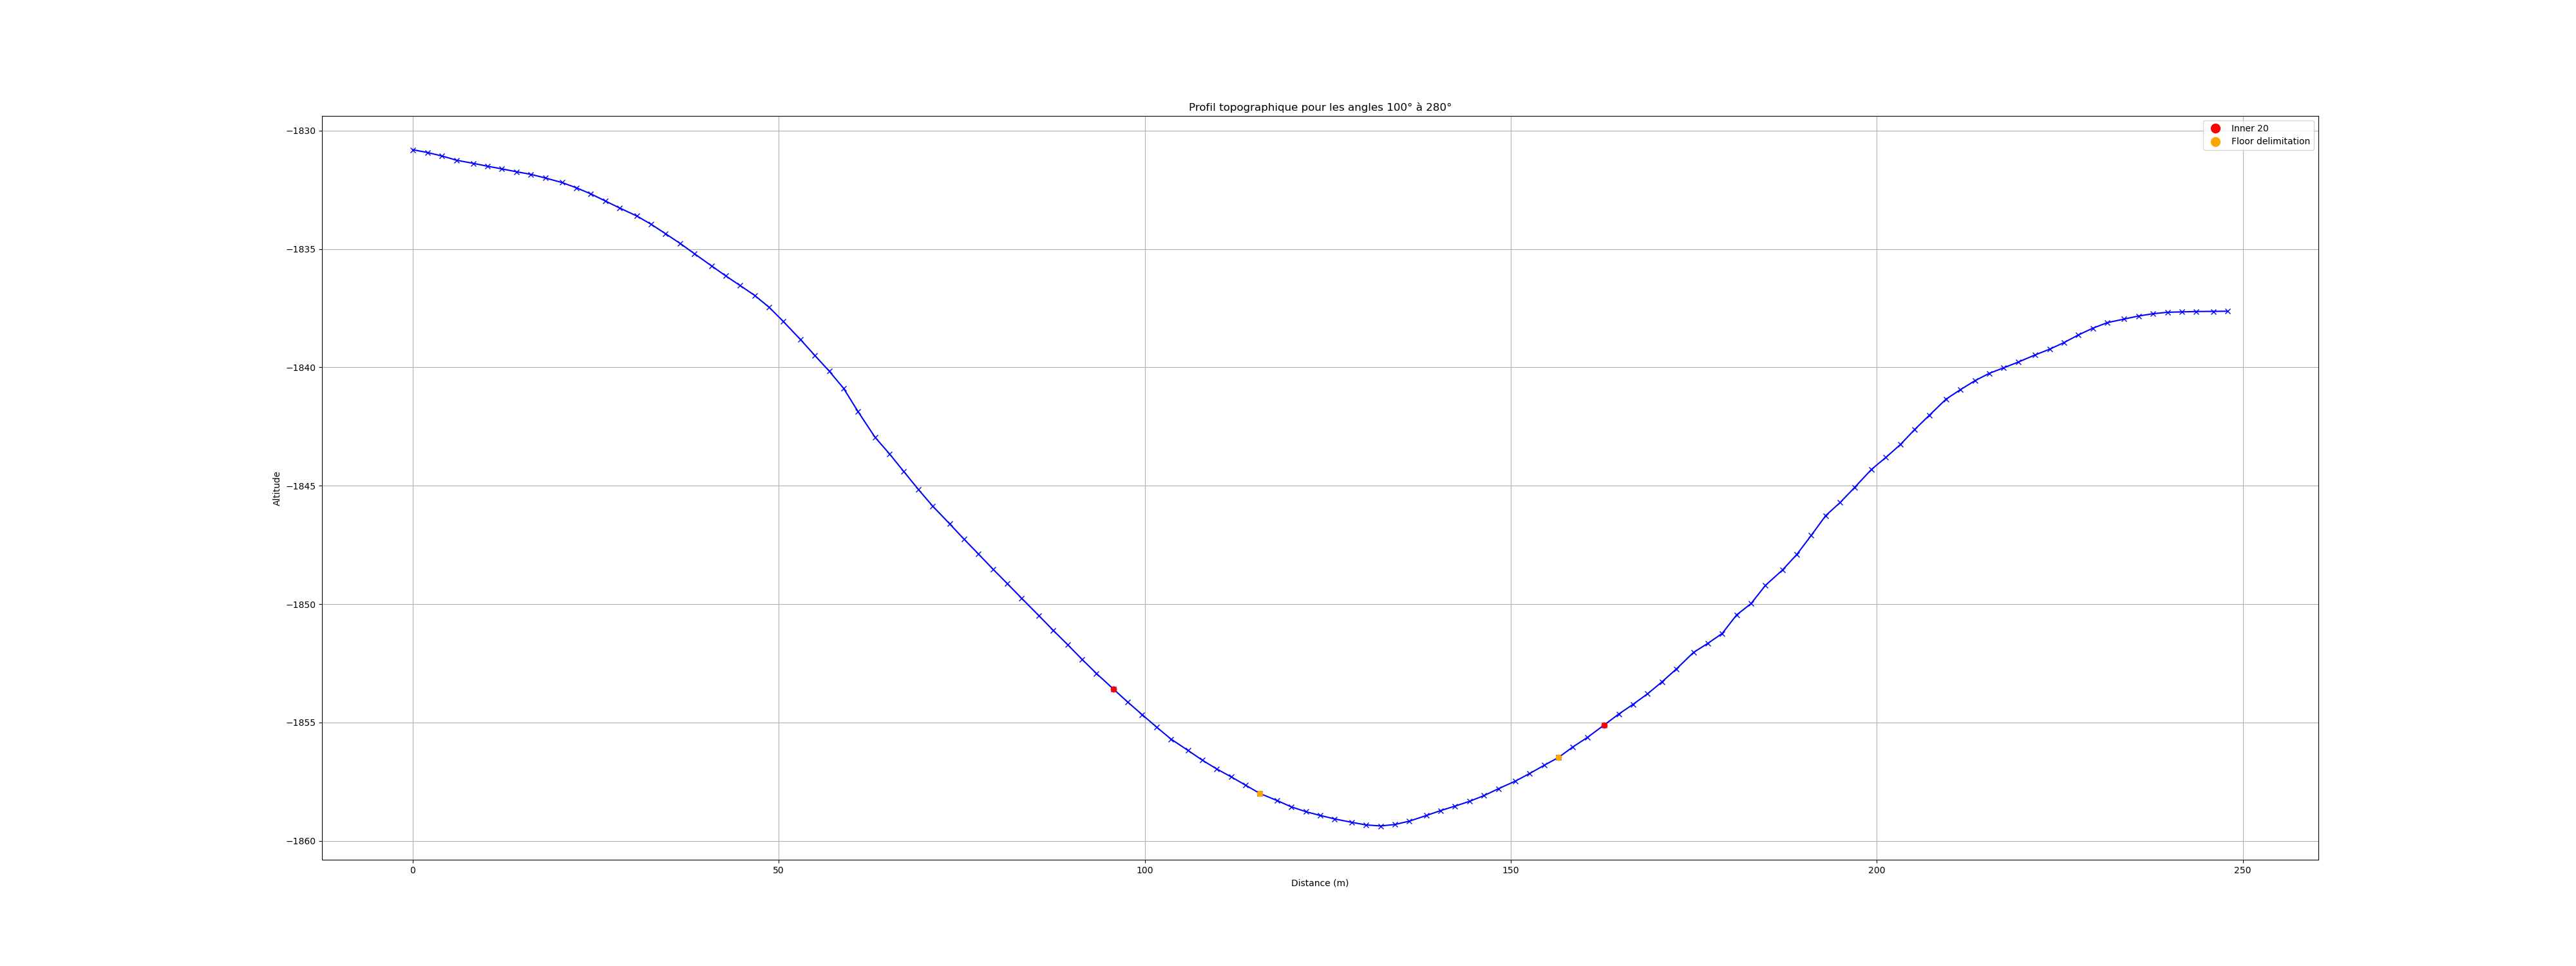 Profil topographique pour les angles 100° à 280°
Inner 20
Floor delimitation
Altitude
−1830
−1835
−1840
−1845
−1850
−1855
−1860
0
50
100
150
200
250
Distance (m)